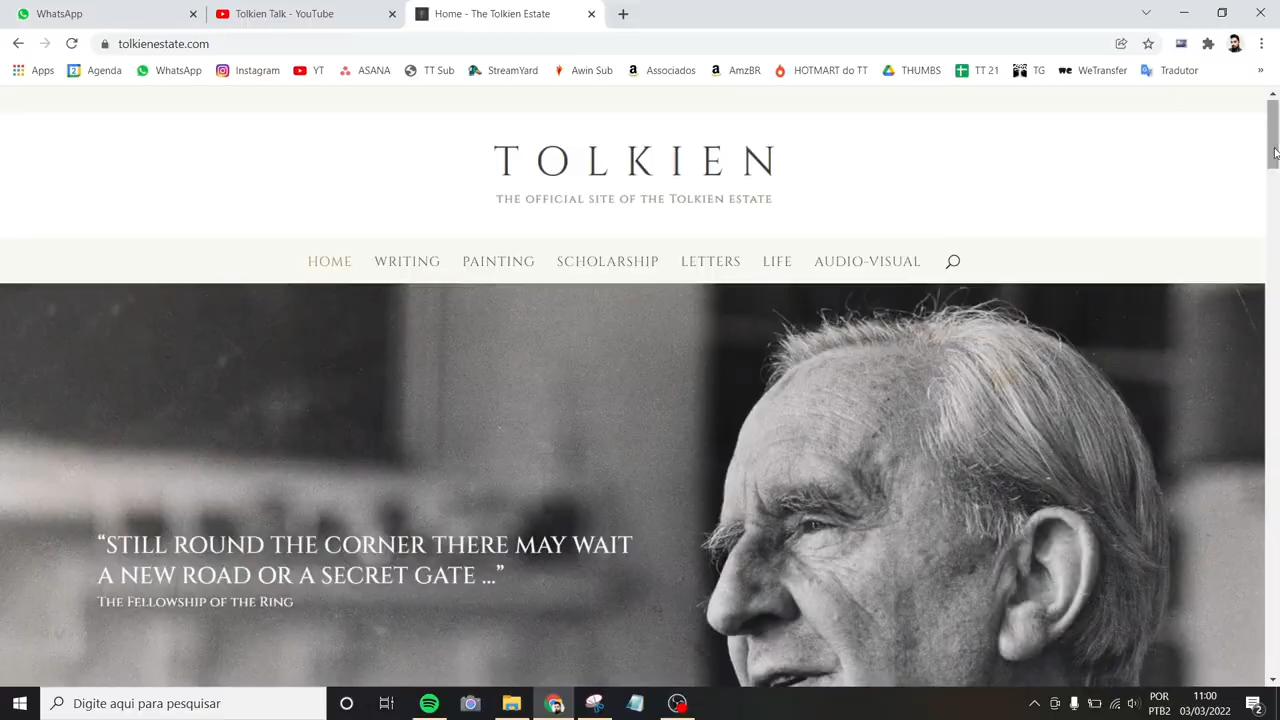 WhatsApp
Tolkien Talk - YouTube
Home - The Tolkien Estate
tolkienestate.com
Apps
Agenda
WhatsApp
Instagram
YT
ASANA
TT Sub
StreamYard
Awin Sub
Associados
AmzBR
HOTMART do TT
THUMBS
TT 21
TG
WeTransfer
Tradutor
»
TOLKIEN
THE OFFICIAL SITE OF THE TOLKIEN ESTATE
HOME
WRITING
PAINTING
SCHOLARSHIP
LETTERS
LIFE
AUDIO-VISUAL
“STILL ROUND THE CORNER THERE MAY WAIT
A NEW ROAD OR A SECRET GATE ...”
THE FELLOWSHIP OF THE RING
Digite aqui para pesquisar
POR
PTB2
11:00
03/03/2022
2